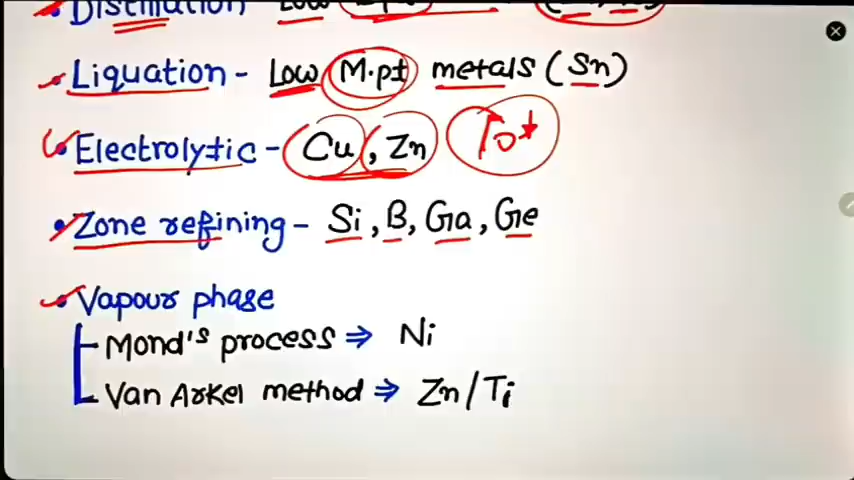 Distillation
Liquation - Low M.pt metals (Sn)
Electrolytic - Cu, Zn
Zone refining - Si, B, Ga, Ge
Vapour phase
Mond's process ⇒ Ni
Van Arkel method ⇒ Zn/Ti